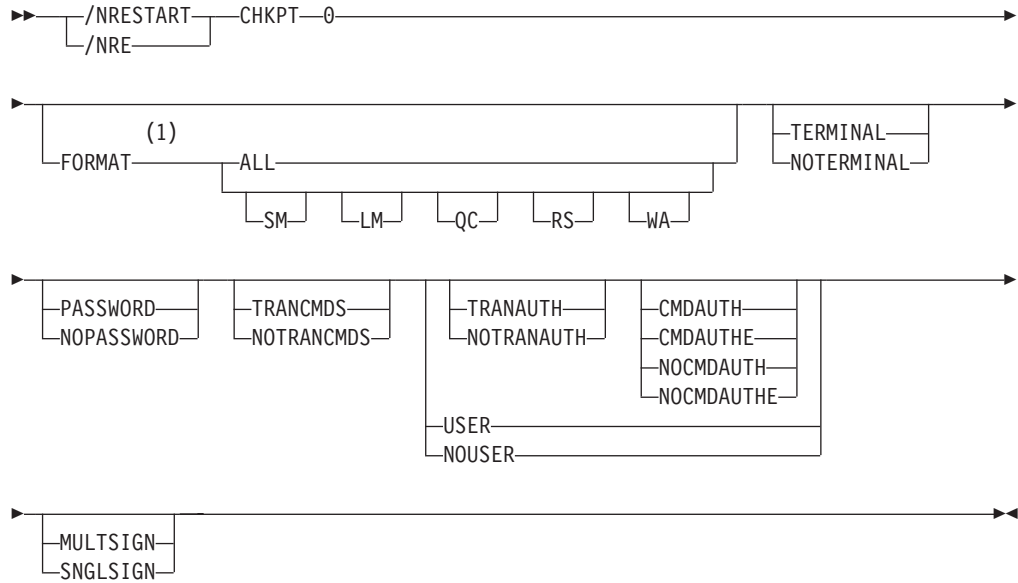 /NRESTART CHKPT 0
/NRE
(1) TERMINAL
FORMAT ALL NOTERMINAL
SM LM QC RS WA
PASSWORD TRANCMDS TRANAUTH CMDAUTH
NOPASSWORD NOTRANCMDS NOTRANAUTH CMDAUTHE
NOCMDAUTH
NOCMDAUTHE
USER
NOUSER
MULTSIGN
SNGLSIGN